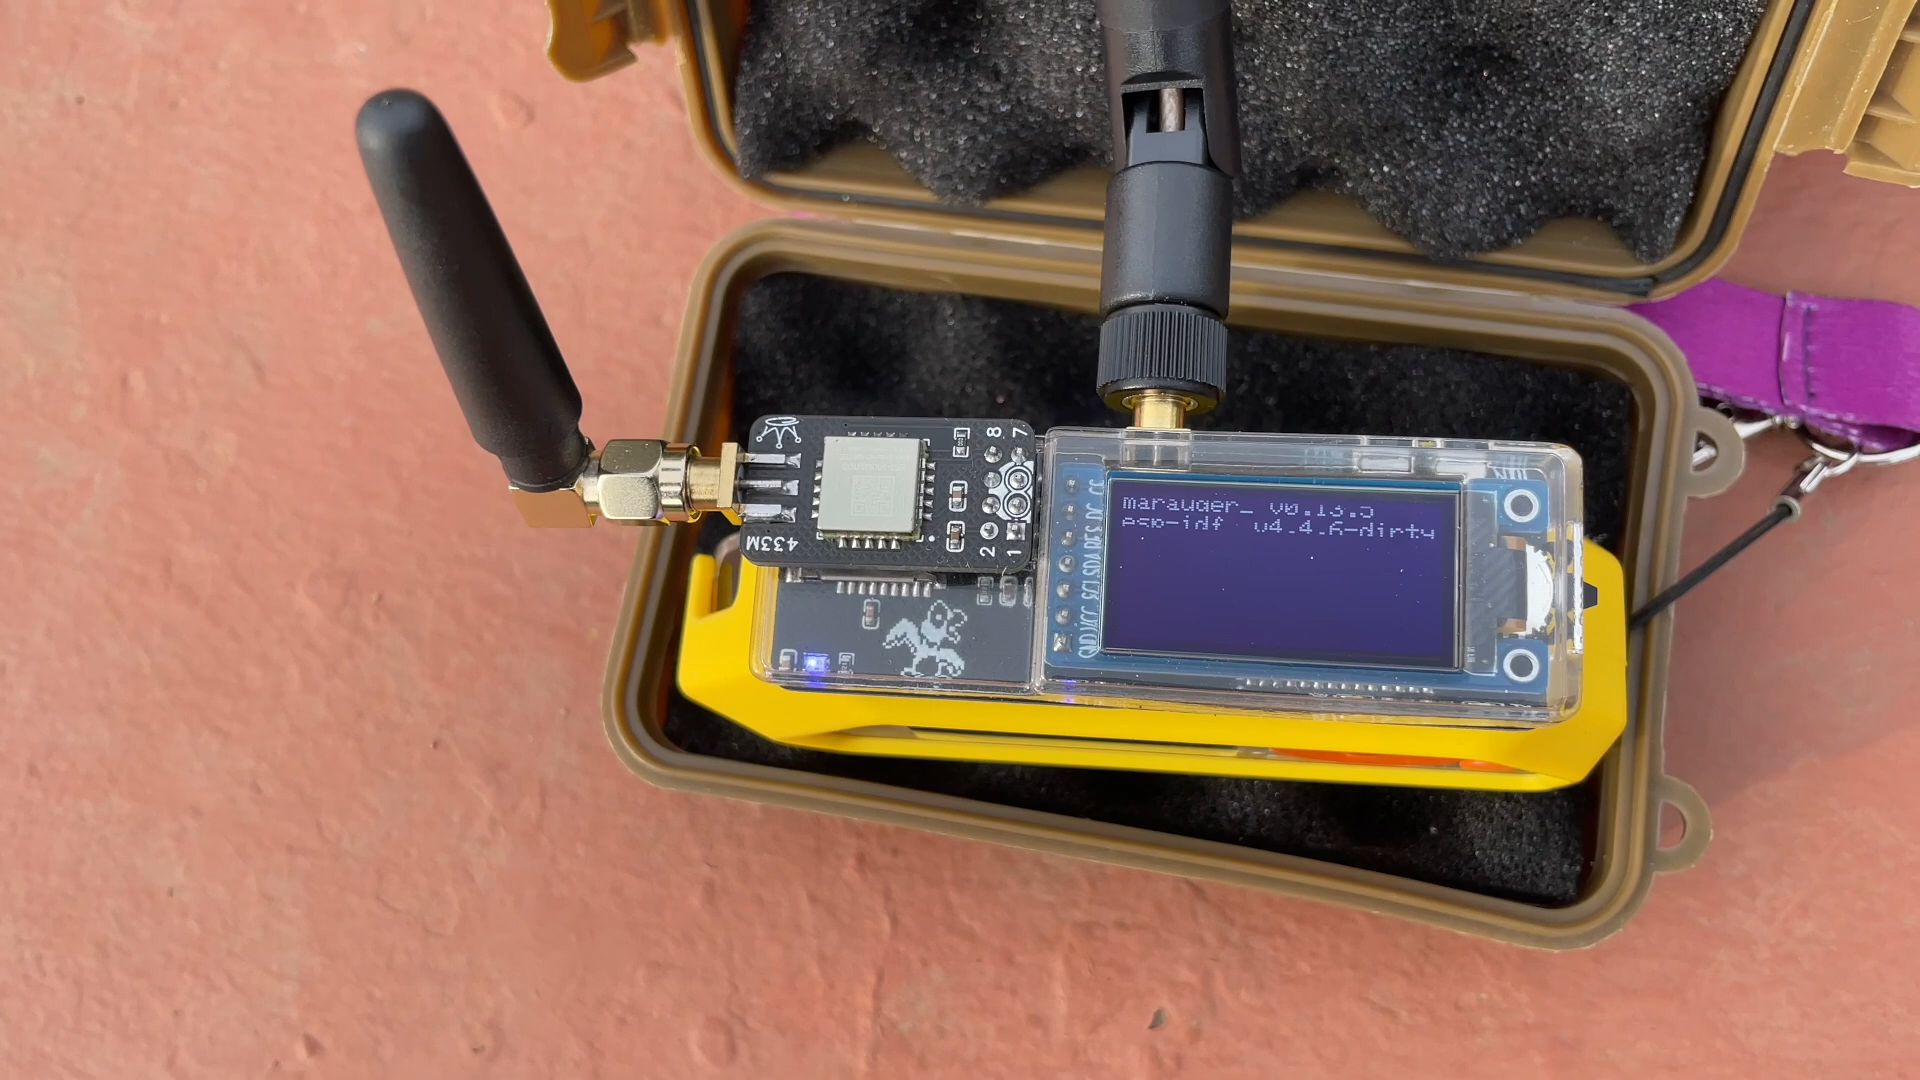 marauder_ v0.13.5
esp-idf v4.4.6-dirty
433M
8
7
2
1
GND VCC SCL SDA RES DC CS